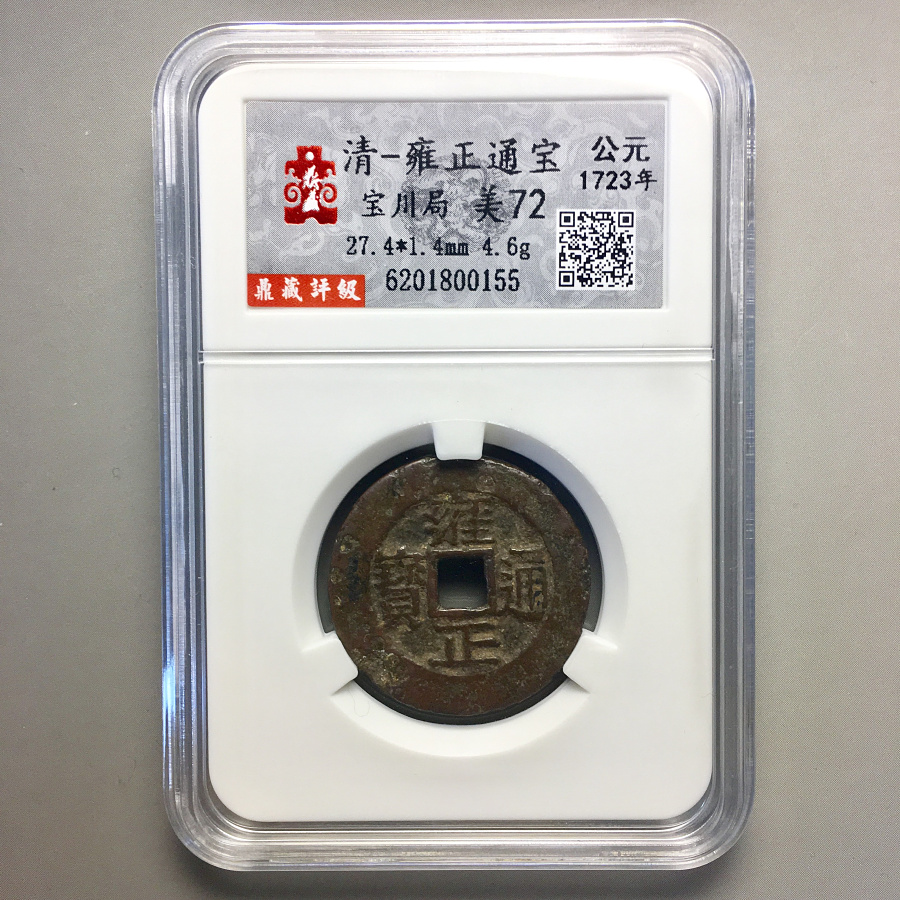 清-雍正通宝
公元
1723年
宝川局 美72
27.4*1.4mm 4.6g
鼎藏評級
6201800155
雍
寶 通
正